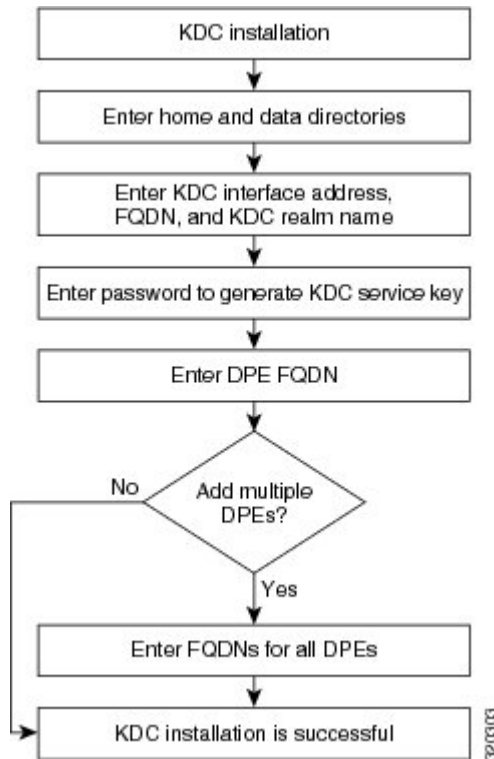 KDC installation
Enter home and data directories
Enter KDC interface address,
FQDN, and KDC realm name
Enter password to generate KDC service key
Enter DPE FQDN
No
Add multiple
DPEs?
Yes
Enter FQDNs for all DPEs
KDC installation is successful